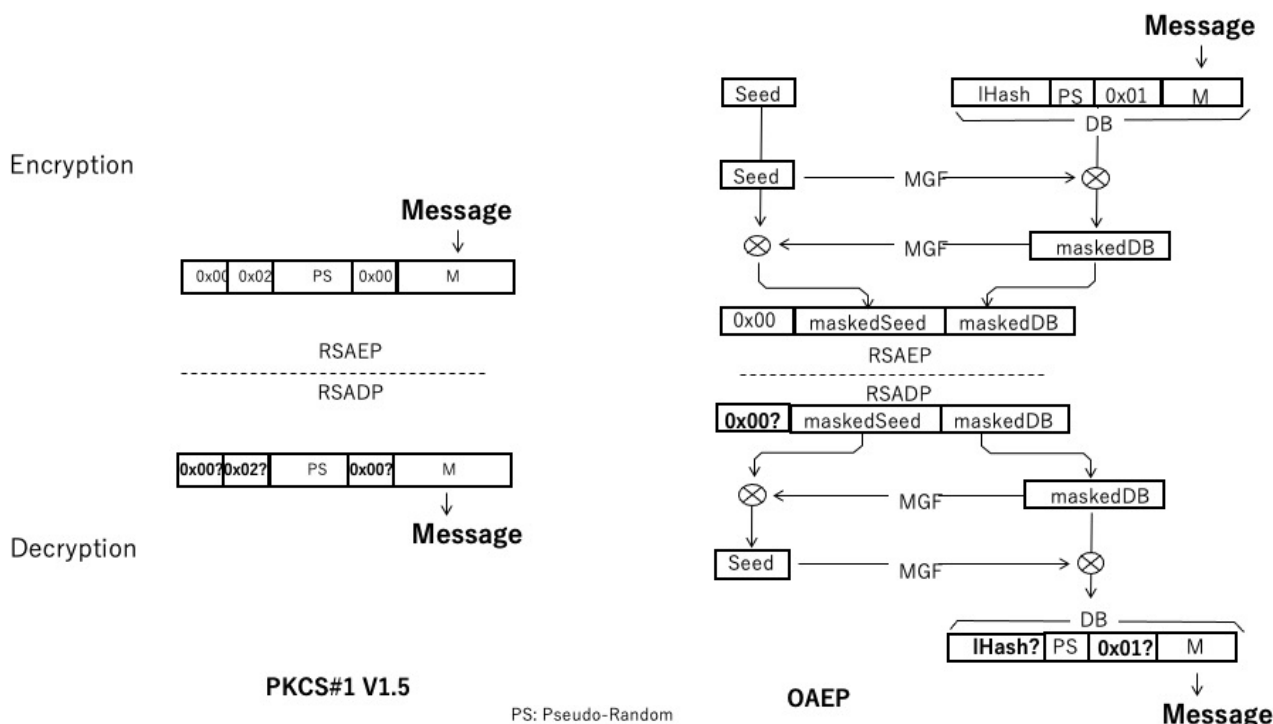 Message
Seed
lHash PS 0x01 M
DB
Encryption
Seed MGF
Message
MGF maskedDB
0x00 0x02 PS 0x00 M
0x00 maskedSeed maskedDB
RSAEP
RSAEP
RSADP
RSADP
0x00? maskedSeed maskedDB
0x00? 0x02? PS 0x00? M
MGF maskedDB
Message
Decryption
Seed MGF
DB
lHash? PS 0x01? M
PKCS#1 V1.5
OAEP
PS: Pseudo-Random
Message